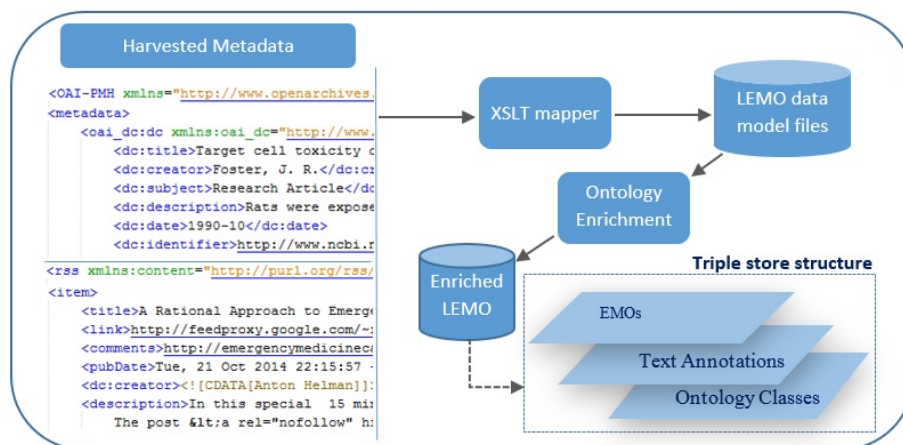 Harvested Metadata
<OAI-PMH xmlns="http://www.openarchives.
<metadata>
<oai_dc:dc xmlns:oai_dc="http://www.
<dc:title>Target cell toxicity
<dc:creator>Foster, J. R.</dc:cr
<dc:subject>Research Article</d
<dc:description>Rats were expose
<dc:date>1990-10</dc:date>
<dc:identifier>http://www.ncbi.n
<rss xmlns:content="http://purl.org/rss/
<item>
<title>A Rational Approach to Emerge
<link>http://feedproxy.google.com/~
<comments>http://emergencymedicineca
<pubDate>Tue, 21 Oct 2014 22:15:57
<dc:creator><![CDATA[Anton Helman]]>
<description>In this special 15 min
The post &lt;a rel="nofollow" h
XSLT mapper
LEMO data
model files
Ontology
Enrichment
Enriched
LEMO
Triple store structure
EMOs
Text Annotations
Ontology Classes